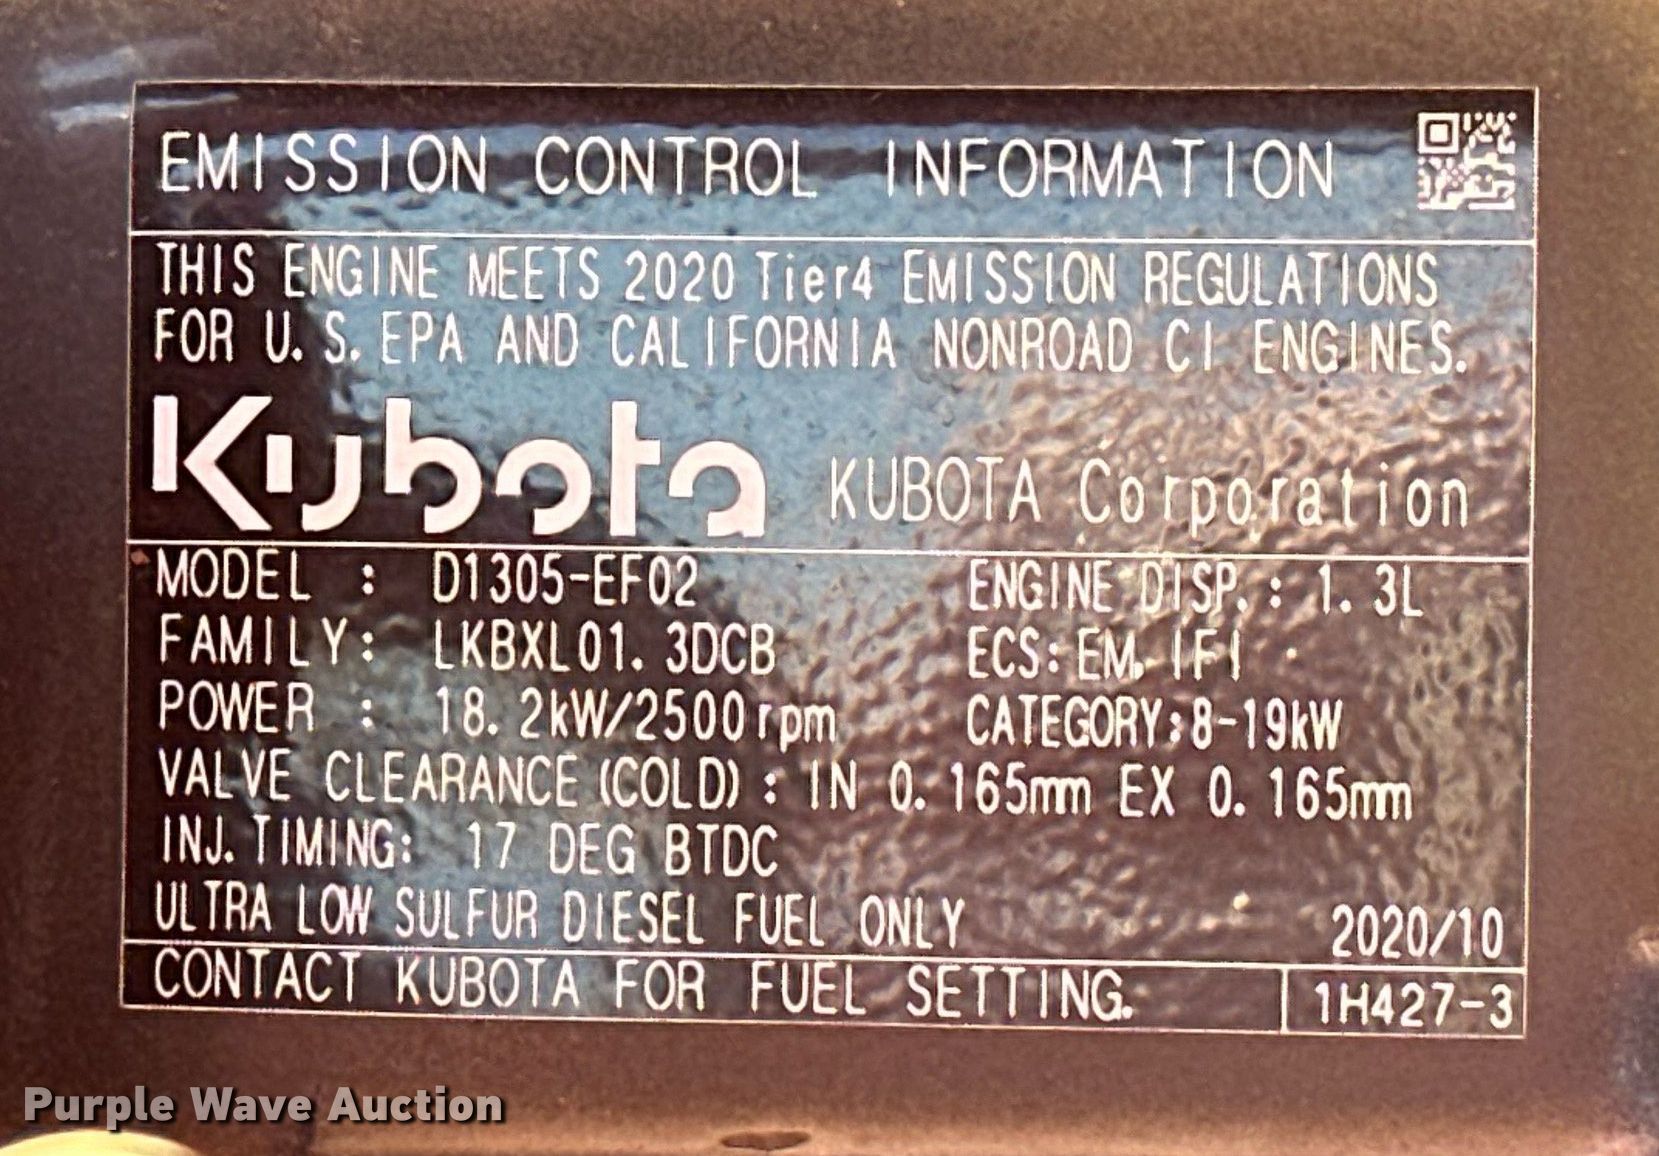 EMISSION CONTROL INFORMATION
THIS ENGINE MEETS 2020 Tier4 EMISSION REGULATIONS
FOR U.S.EPA AND CALIFORNIA NONROAD CI ENGINES.
Kubota KUBOTA Corporation
MODEL : D1305-EF02 ENGINE DISP.: 1.3L
FAMILY: LKBXL01.3DCB ECS: EM, IFI
POWER : 18.2kW/2500rpm CATEGORY:8-19kW
VALVE CLEARANCE (COLD) : IN 0.165mm EX 0.165mm
INJ.TIMING: 17 DEG BTDC
ULTRA LOW SULFUR DIESEL FUEL ONLY 2020/10
CONTACT KUBOTA FOR FUEL SETTING. 1H427-3
Purple Wave Auction